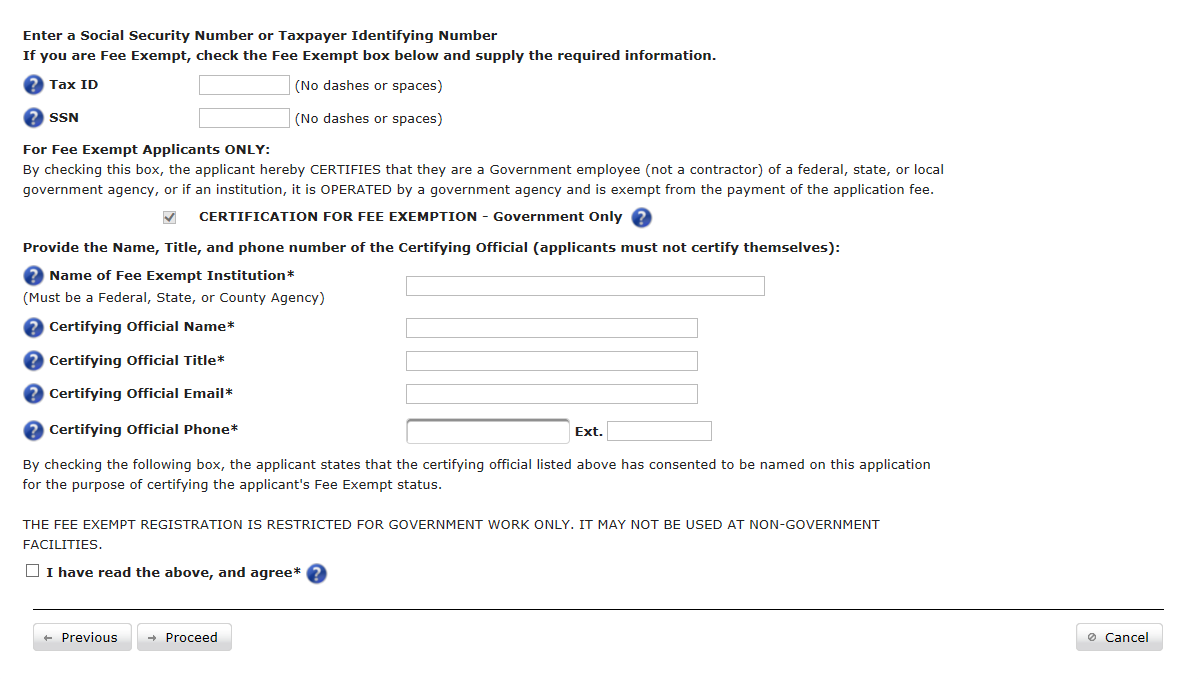 Enter a Social Security Number or Taxpayer Identifying Number
If you are Fee Exempt, check the Fee Exempt box below and supply the required information.
? Tax ID (No dashes or spaces)
? SSN (No dashes or spaces)
For Fee Exempt Applicants ONLY:
By checking this box, the applicant hereby CERTIFIES that they are a Government employee (not a contractor) of a federal, state, or local
government agency, or if an institution, it is OPERATED by a government agency and is exempt from the payment of the application fee.
CERTIFICATION FOR FEE EXEMPTION - Government Only ?
Provide the Name, Title, and phone number of the Certifying Official (applicants must not certify themselves):
? Name of Fee Exempt Institution*
(Must be a Federal, State, or County Agency)
? Certifying Official Name*
? Certifying Official Title*
? Certifying Official Email*
? Certifying Official Phone* Ext.
By checking the following box, the applicant states that the certifying official listed above has consented to be named on this application
for the purpose of certifying the applicant's Fee Exempt status.
THE FEE EXEMPT REGISTRATION IS RESTRICTED FOR GOVERNMENT WORK ONLY. IT MAY NOT BE USED AT NON-GOVERNMENT
FACILITIES.
I have read the above, and agree* ?
Previous Proceed Cancel